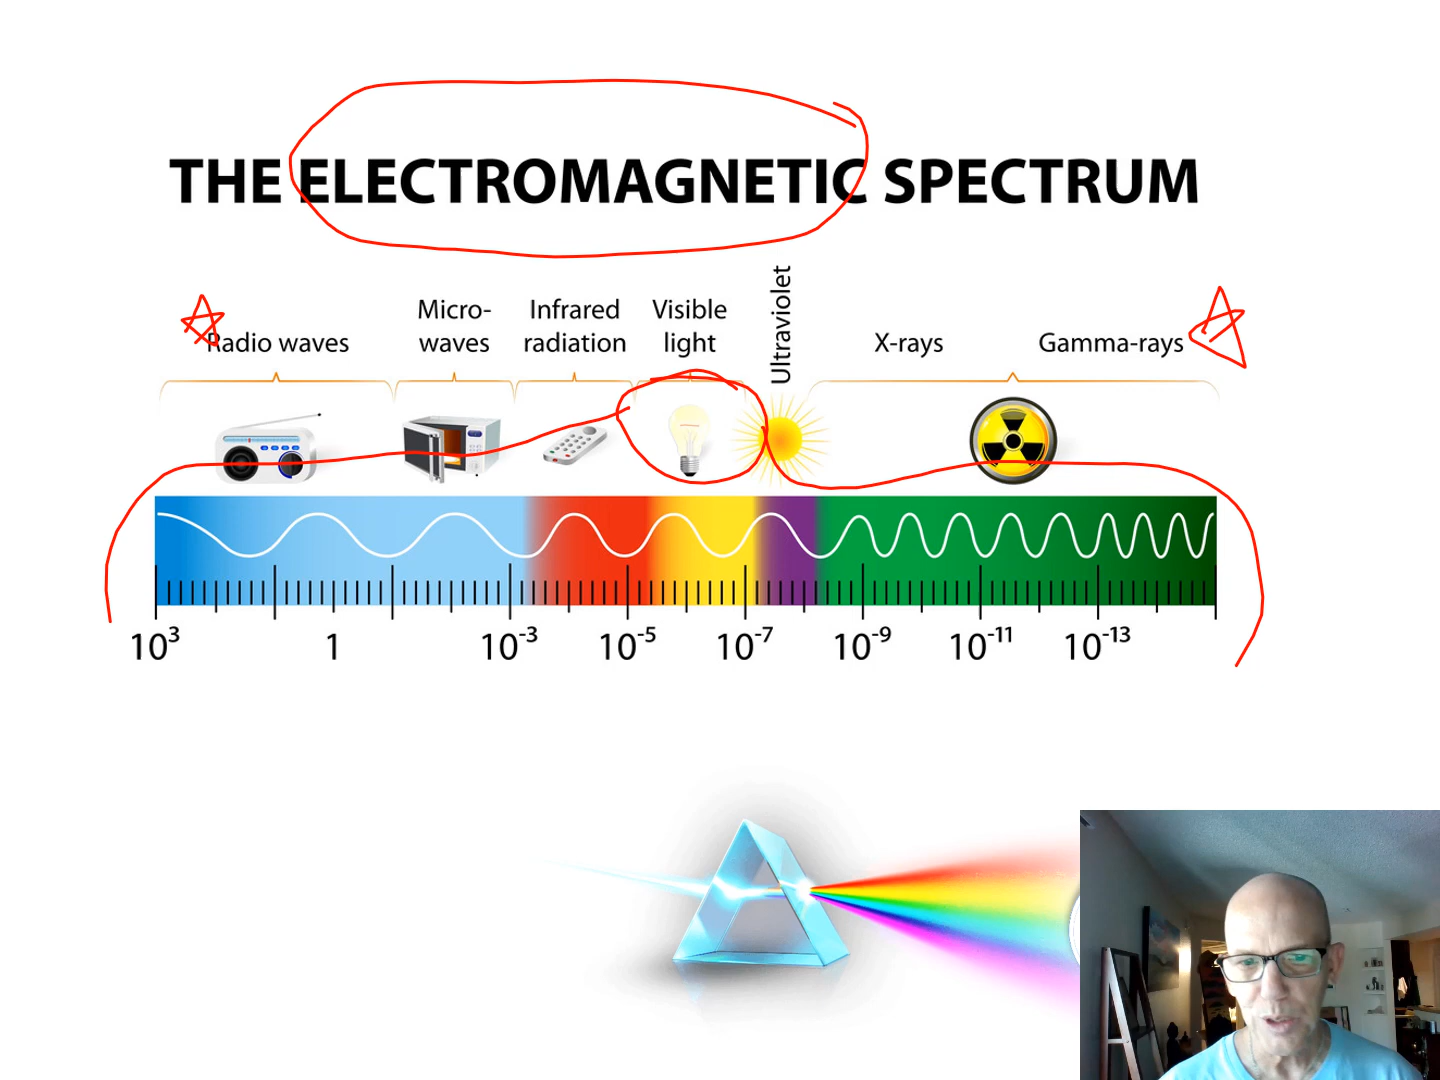 THE ELECTROMAGNETIC SPECTRUM
Radio waves
Micro-
waves
Infrared
radiation
Visible
light
Ultraviolet
X-rays
Gamma-rays
10³ 1 10⁻³ 10⁻⁵ 10⁻⁷ 10⁻⁹ 10⁻¹¹ 10⁻¹³